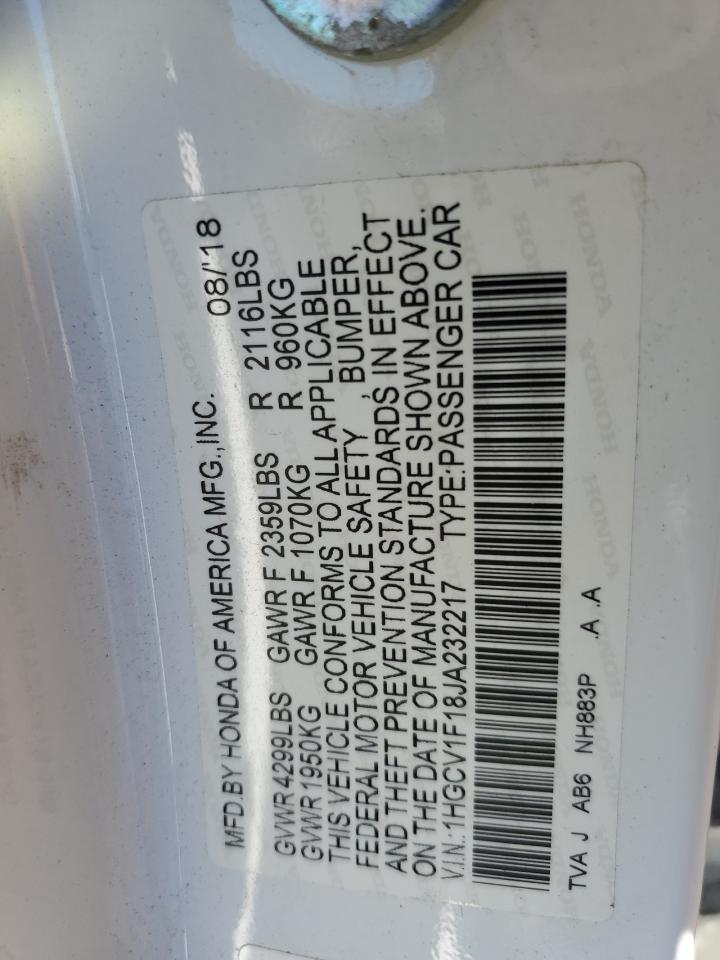 MFD.BY HONDA OF AMERICA MFG.,INC. 08/'18
GVWR 4299LBS GAWR F 2359LBS R 2116LBS
GVWR 1950KG GAWR F 1070KG R 960KG
THIS VEHICLE CONFORMS TO ALL APPLICABLE
FEDERAL MOTOR VEHICLE SAFETY , BUMPER,
AND THEFT PREVENTION STANDARDS IN EFFECT
ON THE DATE OF MANUFACTURE SHOWN ABOVE.
V.I.N.:1HGCV1F18JA232217 TYPE:PASSENGER CAR
TVA J AB6 NH883P .A .A